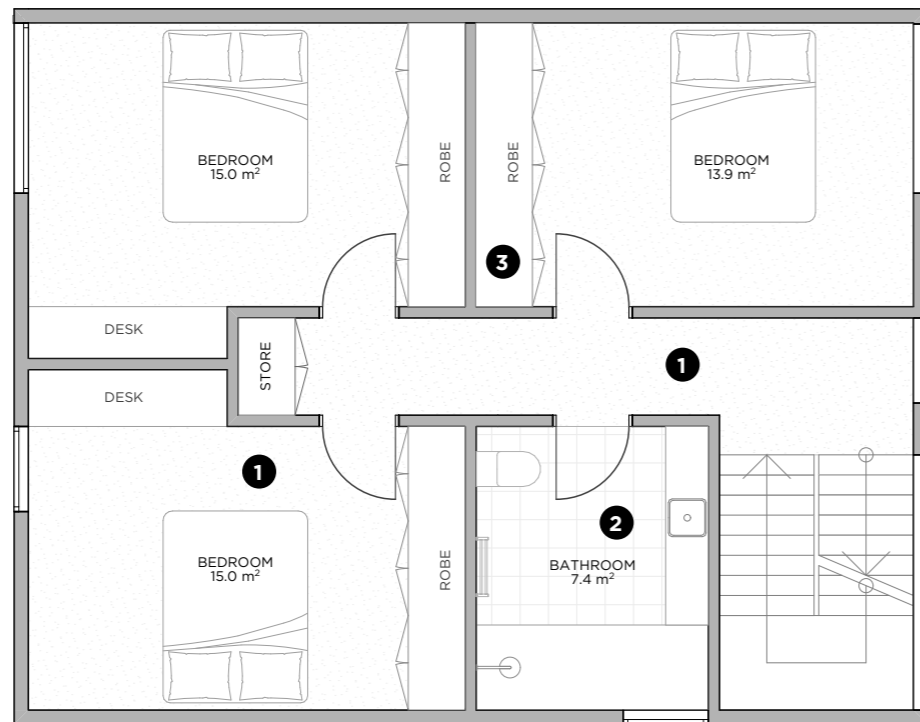 BEDROOM
15.0 m²
ROBE
ROBE
BEDROOM
13.9 m²
3
DESK
STORE
1
DESK
1
2
BEDROOM
15.0 m²
ROBE
BATHROOM
7.4 m²